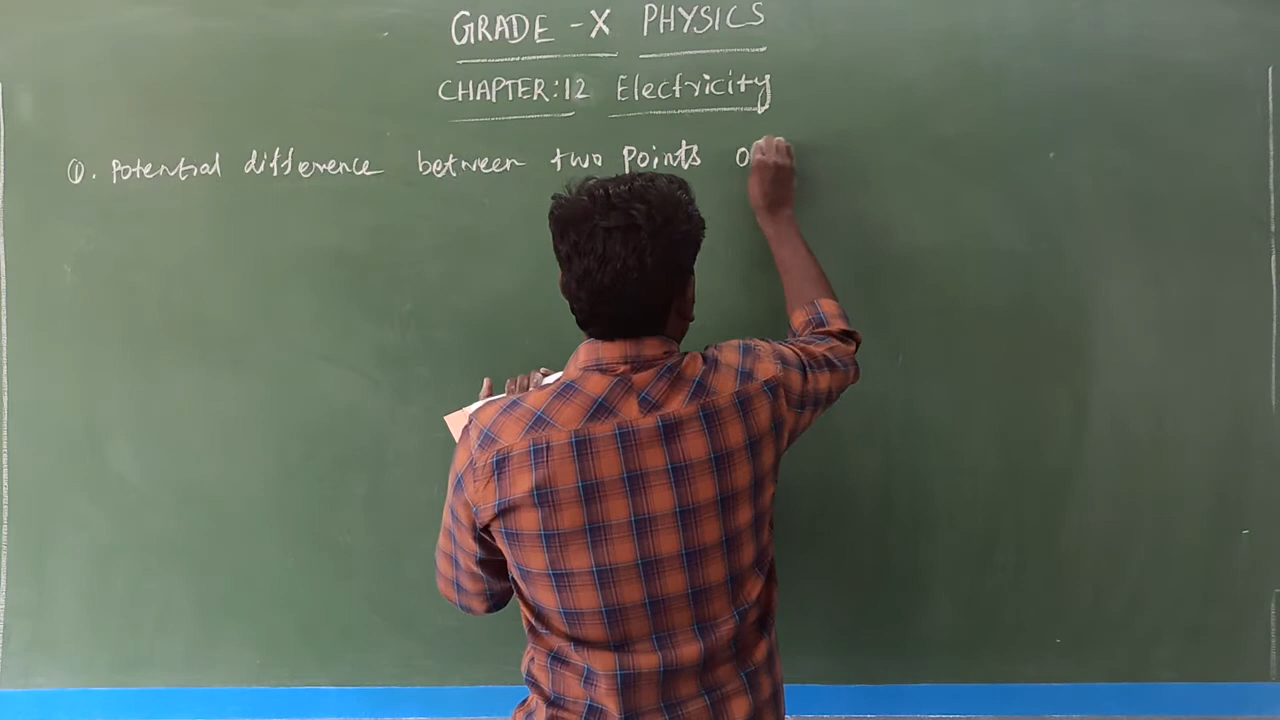 GRADE - X PHYSICS
CHAPTER:12 Electricity
①. Potential difference between two points